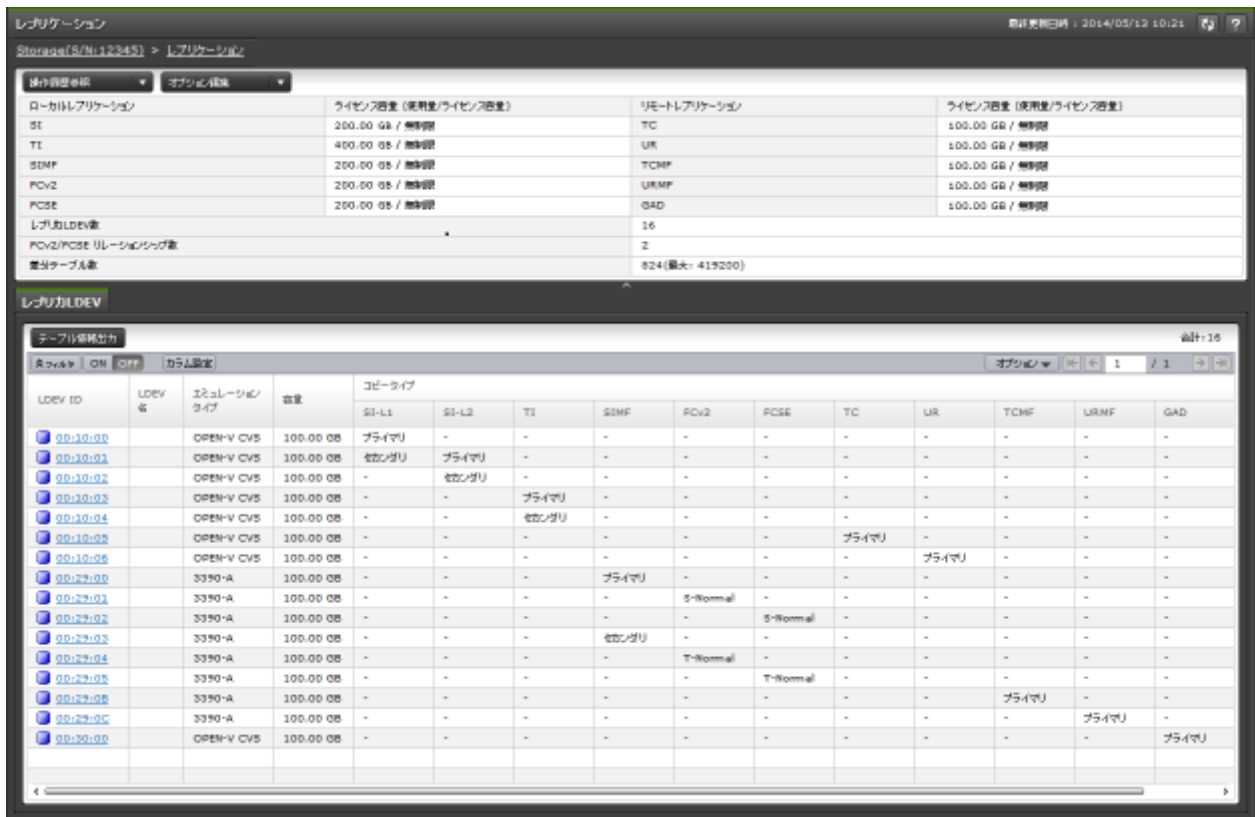 レプリケーション 最終更新日時 : 2014/05/12 10:21 ?
Storage(S/N:12345) > レプリケーション
操作履歴参照 オプション編集
ローカルレプリケーション ライセンス容量 (使用量/ライセンス容量) リモートレプリケーション ライセンス容量 (使用量/ライセンス容量)
SI 200.00 GB / 無制限 TC 100.00 GB / 無制限
TI 400.00 GB / 無制限 UR 100.00 GB / 無制限
SIMF 200.00 GB / 無制限 TCMF 100.00 GB / 無制限
FCv2 200.00 GB / 無制限 URMF 100.00 GB / 無制限
FCSE 200.00 GB / 無制限 GAD 100.00 GB / 無制限
レプリカLDEV数 16
FCv2/FCSE リレーションシップ数 2
差分テーブル数 824(最大: 419200)
レプリカLDEV
テーブル情報出力 合計:16
ON OFF カラム設定 オプション 1 / 1
LDEV ID LDEV名 エミュレーションタイプ 容量 コピータイプ
SI-L1 SI-L2 TI SIMF FCv2 FCSE TC UR TCMF URMF GAD
00:10:00 OPEN-V CVS 100.00 GB プライマリ - - - - - - - - - -
00:10:01 OPEN-V CVS 100.00 GB セカンダリ プライマリ - - - - - - - - -
00:10:02 OPEN-V CVS 100.00 GB - セカンダリ - - - - - - - - -
00:10:03 OPEN-V CVS 100.00 GB - - プライマリ - - - - - - - -
00:10:04 OPEN-V CVS 100.00 GB - - セカンダリ - - - - - - - -
00:10:05 OPEN-V CVS 100.00 GB - - - - - - プライマリ - - - -
00:10:06 OPEN-V CVS 100.00 GB - - - - - - - プライマリ - - -
00:29:00 3390-A 100.00 GB - - - プライマリ - - - - - - -
00:29:01 3390-A 100.00 GB - - - - S-Normal - - - - - -
00:29:02 3390-A 100.00 GB - - - - - S-Normal - - - - -
00:29:03 3390-A 100.00 GB - - - セカンダリ - - - - - - -
00:29:04 3390-A 100.00 GB - - - - T-Normal - - - - - -
00:29:05 3390-A 100.00 GB - - - - - T-Normal - - - - -
00:29:0B 3390-A 100.00 GB - - - - - - - - プライマリ - -
00:29:0C 3390-A 100.00 GB - - - - - - - - - プライマリ -
00:30:00 OPEN-V CVS 100.00 GB - - - - - - - - - - プライマリ